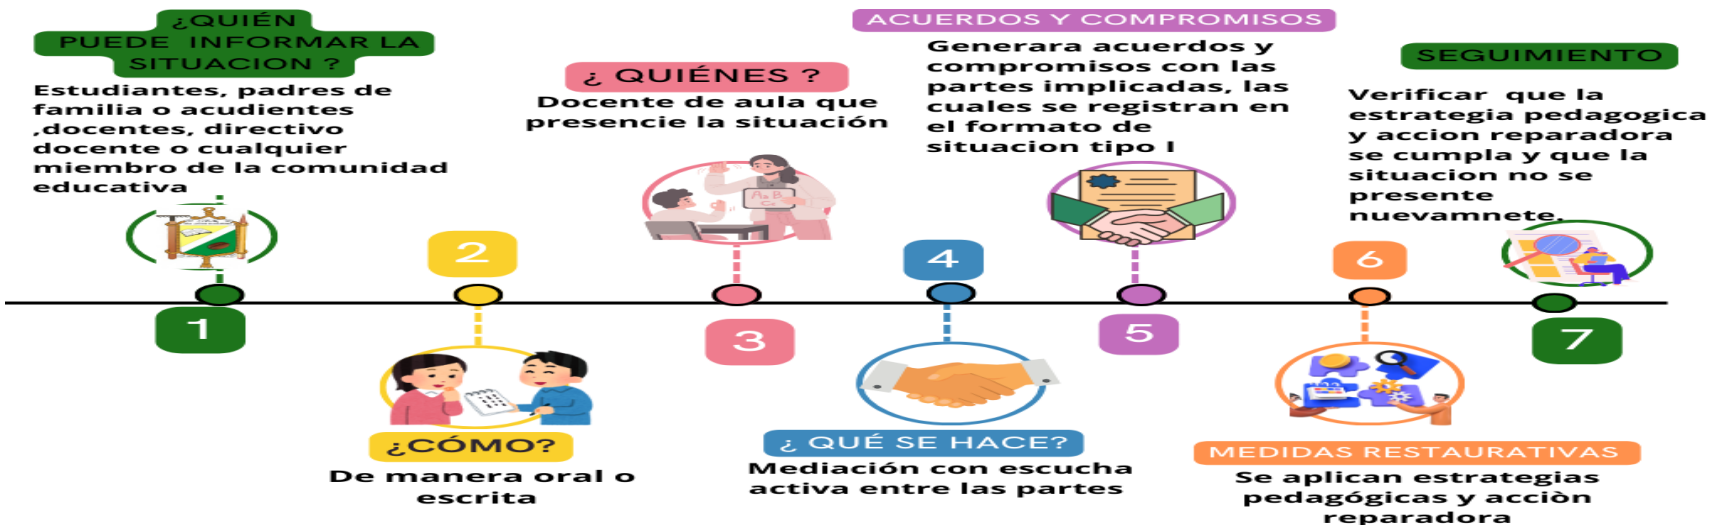 ¿QUIÉN
PUEDE INFORMAR LA
SITUACION ?
Estudiantes, padres de
familia o acudientes
,docentes, directivo
docente o cualquier
miembro de la comunidad
educativa
1
2
¿CÓMO?
De manera oral o
escrita
¿ QUIÉNES ?
Docente de aula que
presencie la situación
3
4
¿ QUÉ SE HACE?
Mediación con escucha
activa entre las partes
ACUERDOS Y COMPROMISOS
Generara acuerdos y
compromisos con las
partes implicadas, las
cuales se registran en
el formato de
situacion tipo I
5
6
MEDIDAS RESTAURATIVAS
Se aplican estrategias
pedagógicas y acciòn
reparadora
SEGUIMIENTO
Verificar que la
estrategia pedagogica
y accion reparadora
se cumpla y que la
situacion no se
presente
nuevamnete.
7